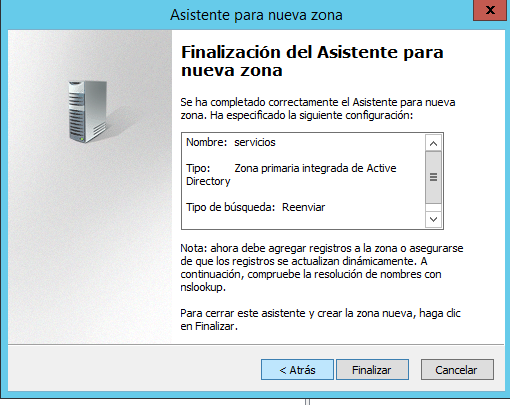 Asistente para nueva zona
x
Finalización del Asistente para
nueva zona
Se ha completado correctamente el Asistente para nueva
zona. Ha especificado la siguiente configuración:
Nombre: servicios
Tipo: Zona primaria integrada de Active
Directory
Tipo de búsqueda: Reenviar
Nota: ahora debe agregar registros a la zona o asegurarse
de que los registros se actualizan dinámicamente. A
continuación, compruebe la resolución de nombres con
nslookup.
Para cerrar este asistente y crear la zona nueva, haga clic
en Finalizar.
< Atrás
Finalizar
Cancelar